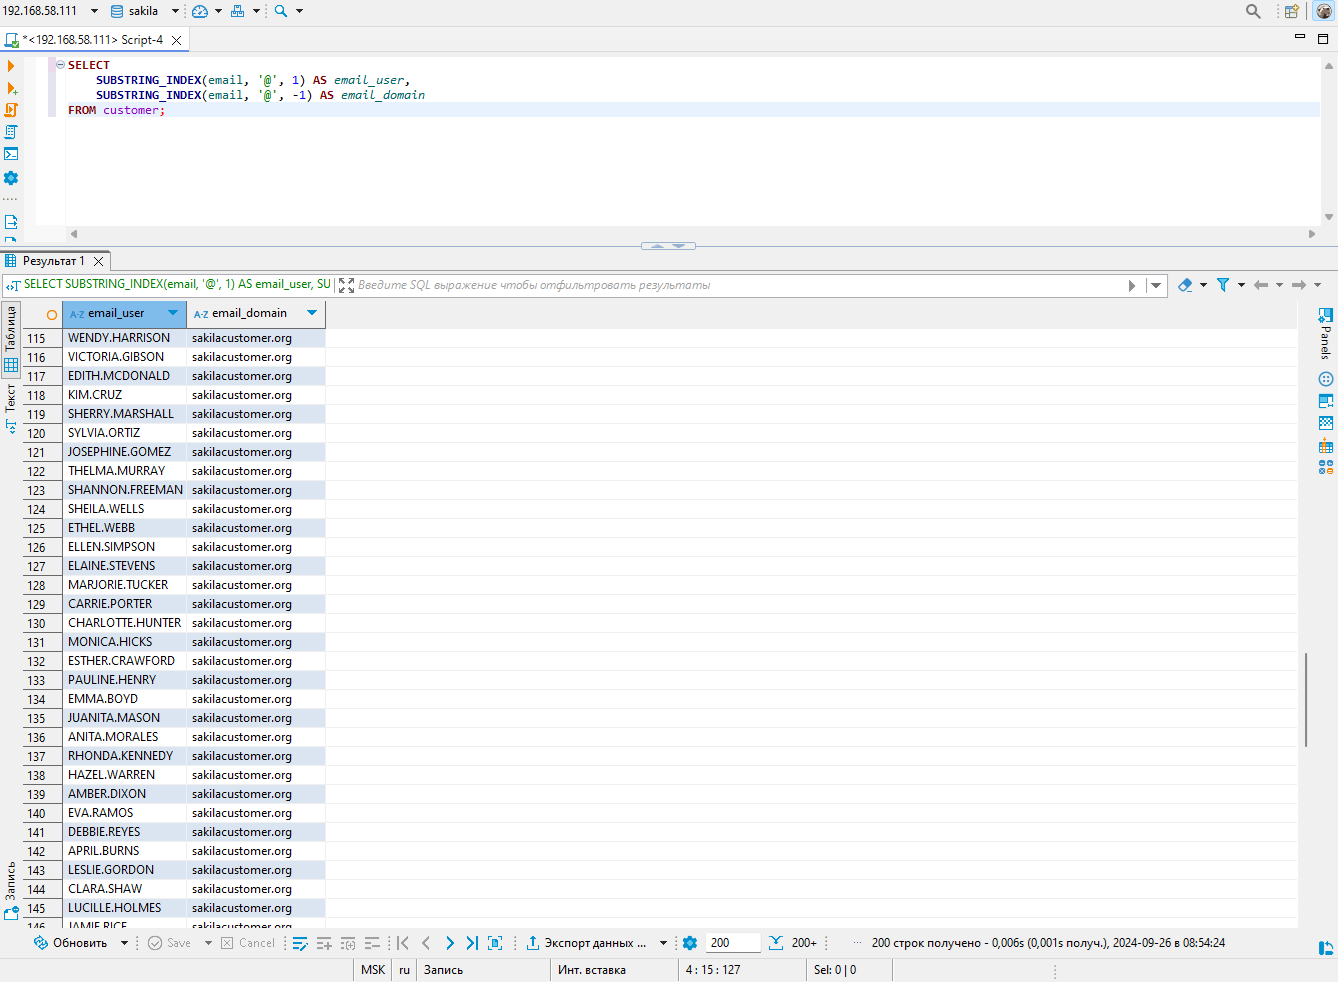 192.168.58.111 sakila
*<192.168.58.111> Script-4
SELECT
SUBSTRING_INDEX(email, '@', 1) AS email_user,
SUBSTRING_INDEX(email, '@', -1) AS email_domain
FROM customer;
Результат 1
SELECT SUBSTRING_INDEX(email, '@', 1) AS email_user, SU Введите SQL выражение чтобы отфильтровать результаты
Таблица
Текст
Запись
Panels
A-Z email_user A-Z email_domain
115 WENDY.HARRISON sakilacustomer.org
116 VICTORIA.GIBSON sakilacustomer.org
117 EDITH.MCDONALD sakilacustomer.org
118 KIM.CRUZ sakilacustomer.org
119 SHERRY.MARSHALL sakilacustomer.org
120 SYLVIA.ORTIZ sakilacustomer.org
121 JOSEPHINE.GOMEZ sakilacustomer.org
122 THELMA.MURRAY sakilacustomer.org
123 SHANNON.FREEMAN sakilacustomer.org
124 SHEILA.WELLS sakilacustomer.org
125 ETHEL.WEBB sakilacustomer.org
126 ELLEN.SIMPSON sakilacustomer.org
127 ELAINE.STEVENS sakilacustomer.org
128 MARJORIE.TUCKER sakilacustomer.org
129 CARRIE.PORTER sakilacustomer.org
130 CHARLOTTE.HUNTER sakilacustomer.org
131 MONICA.HICKS sakilacustomer.org
132 ESTHER.CRAWFORD sakilacustomer.org
133 PAULINE.HENRY sakilacustomer.org
134 EMMA.BOYD sakilacustomer.org
135 JUANITA.MASON sakilacustomer.org
136 ANITA.MORALES sakilacustomer.org
137 RHONDA.KENNEDY sakilacustomer.org
138 HAZEL.WARREN sakilacustomer.org
139 AMBER.DIXON sakilacustomer.org
140 EVA.RAMOS sakilacustomer.org
141 DEBBIE.REYES sakilacustomer.org
142 APRIL.BURNS sakilacustomer.org
143 LESLIE.GORDON sakilacustomer.org
144 CLARA.SHAW sakilacustomer.org
145 LUCILLE.HOLMES sakilacustomer.org
146 JAMIE.RICE sakilacustomer.org
Обновить Save Cancel Экспорт данных ... 200 200+ ... 200 строк получено - 0,006s (0,001s получ.), 2024-09-26 в 08:54:24
MSK ru Запись Инт. вставка 4 : 15 : 127 Sel: 0 | 0